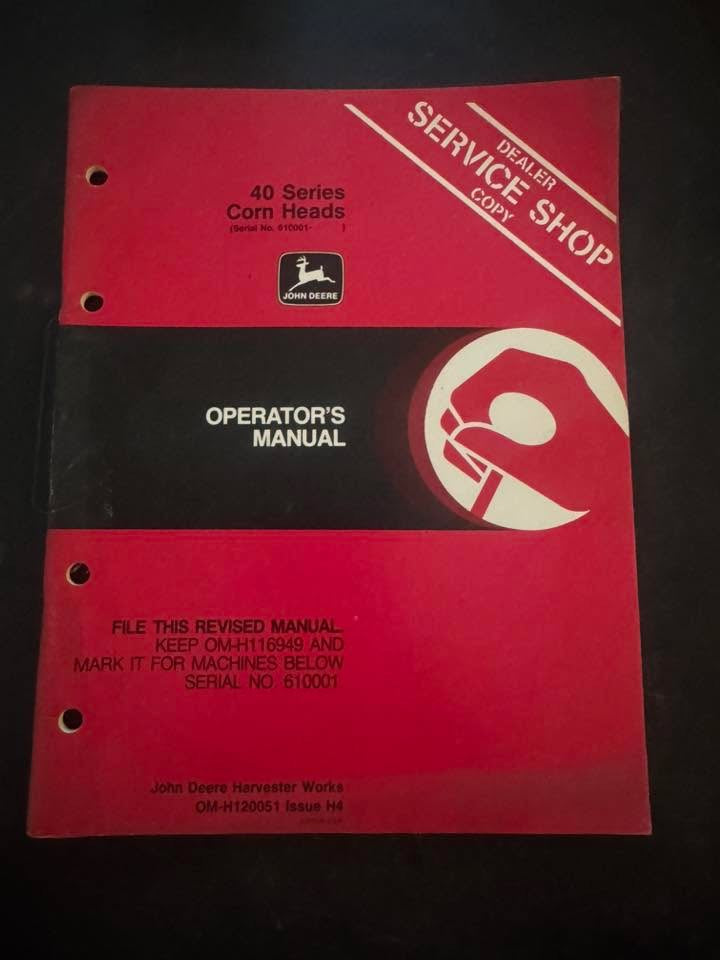 DEALER
SERVICE SHOP
COPY
40 Series
Corn Heads
(Serial No. 610001- )
JOHN DEERE
OPERATOR'S
MANUAL
FILE THIS REVISED MANUAL.
KEEP OM-H116949 AND
MARK IT FOR MACHINES BELOW
SERIAL NO. 610001.
John Deere Harvester Works
OM-H120051 Issue H4